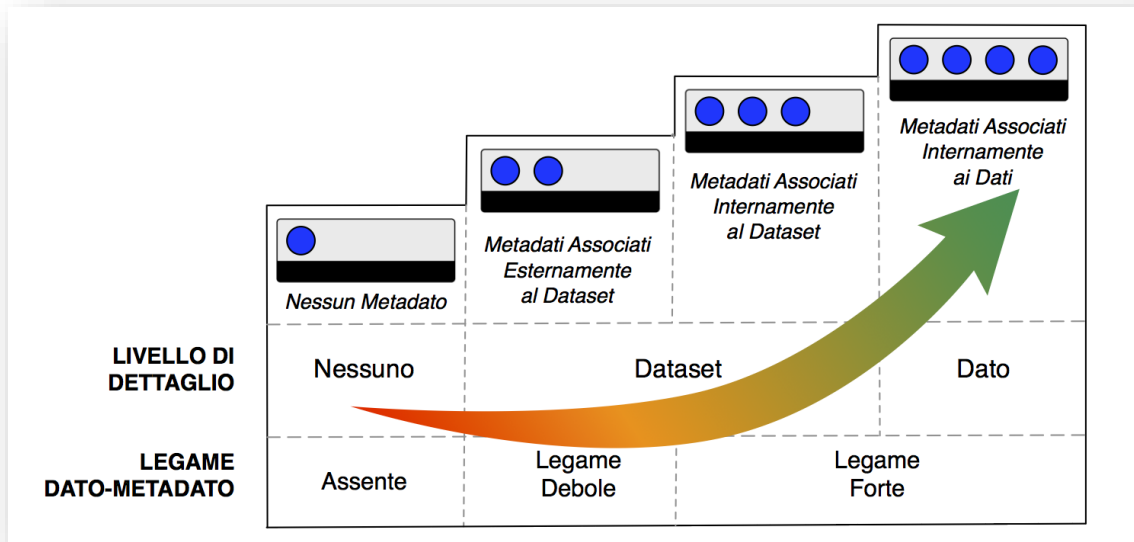 Nessun Metadato
Metadati Associati
Esternamente
al Dataset
Metadati Associati
Internamente
al Dataset
Metadati Associati
Internamente
ai Dati
LIVELLO DI
DETTAGLIO
Nessuno
Dataset
Dato
LEGAME
DATO-METADATO
Assente
Legame
Debole
Legame
Forte